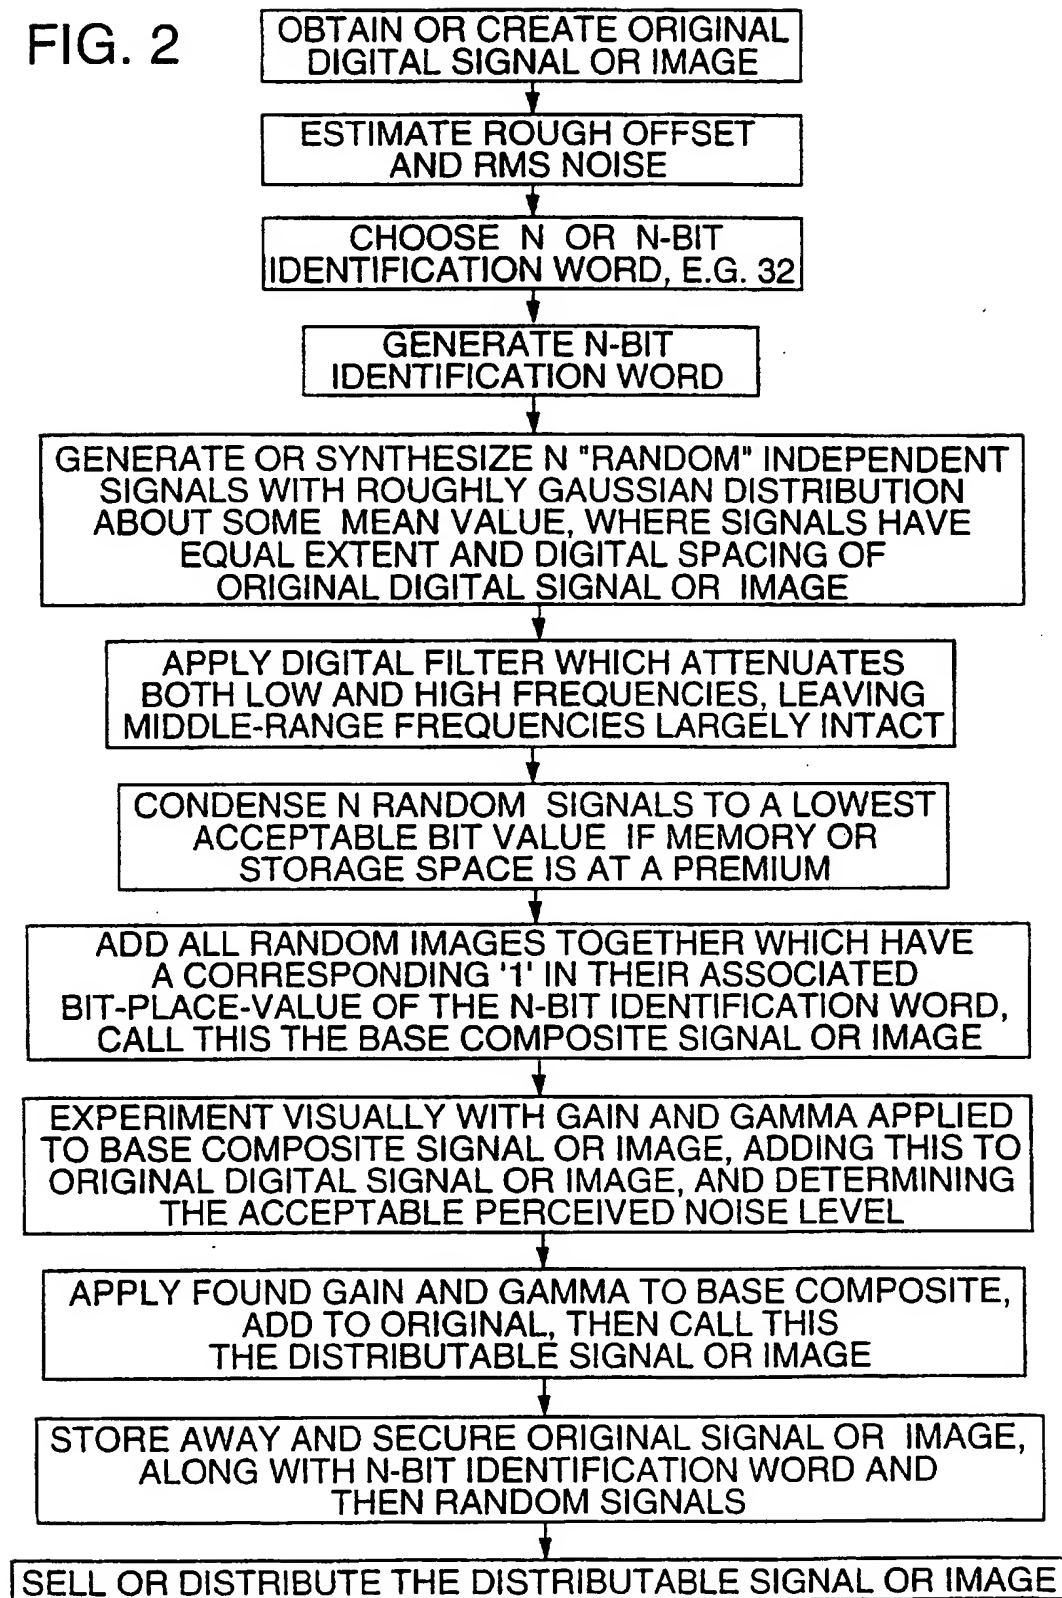 FIG. 2
OBTAIN OR CREATE ORIGINAL
DIGITAL SIGNAL OR IMAGE
ESTIMATE ROUGH OFFSET
AND RMS NOISE
CHOOSE N OR N-BIT
IDENTIFICATION WORD, E.G. 32
GENERATE N-BIT
IDENTIFICATION WORD
GENERATE OR SYNTHESIZE N "RANDOM" INDEPENDENT
SIGNALS WITH ROUGHLY GAUSSIAN DISTRIBUTION
ABOUT SOME MEAN VALUE, WHERE SIGNALS HAVE
EQUAL EXTENT AND DIGITAL SPACING OF
ORIGINAL DIGITAL SIGNAL OR IMAGE
APPLY DIGITAL FILTER WHICH ATTENUATES
BOTH LOW AND HIGH FREQUENCIES, LEAVING
MIDDLE-RANGE FREQUENCIES LARGELY INTACT
CONDENSE N RANDOM SIGNALS TO A LOWEST
ACCEPTABLE BIT VALUE IF MEMORY OR
STORAGE SPACE IS AT A PREMIUM
ADD ALL RANDOM IMAGES TOGETHER WHICH HAVE
A CORRESPONDING '1' IN THEIR ASSOCIATED
BIT-PLACE-VALUE OF THE N-BIT IDENTIFICATION WORD,
CALL THIS THE BASE COMPOSITE SIGNAL OR IMAGE
EXPERIMENT VISUALLY WITH GAIN AND GAMMA APPLIED
TO BASE COMPOSITE SIGNAL OR IMAGE, ADDING THIS TO
ORIGINAL DIGITAL SIGNAL OR IMAGE, AND DETERMINING
THE ACCEPTABLE PERCEIVED NOISE LEVEL
APPLY FOUND GAIN AND GAMMA TO BASE COMPOSITE,
ADD TO ORIGINAL, THEN CALL THIS
THE DISTRIBUTABLE SIGNAL OR IMAGE
STORE AWAY AND SECURE ORIGINAL SIGNAL OR IMAGE,
ALONG WITH N-BIT IDENTIFICATION WORD AND
THEN RANDOM SIGNALS
SELL OR DISTRIBUTE THE DISTRIBUTABLE SIGNAL OR IMAGE